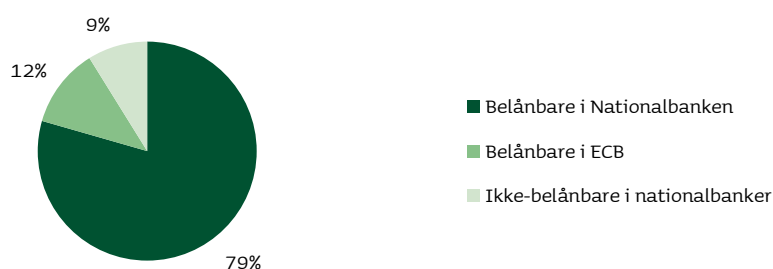 9%
12%
79%
Belånbare i Nationalbanken
Belånbare i ECB
Ikke-belånbare i nationalbanker